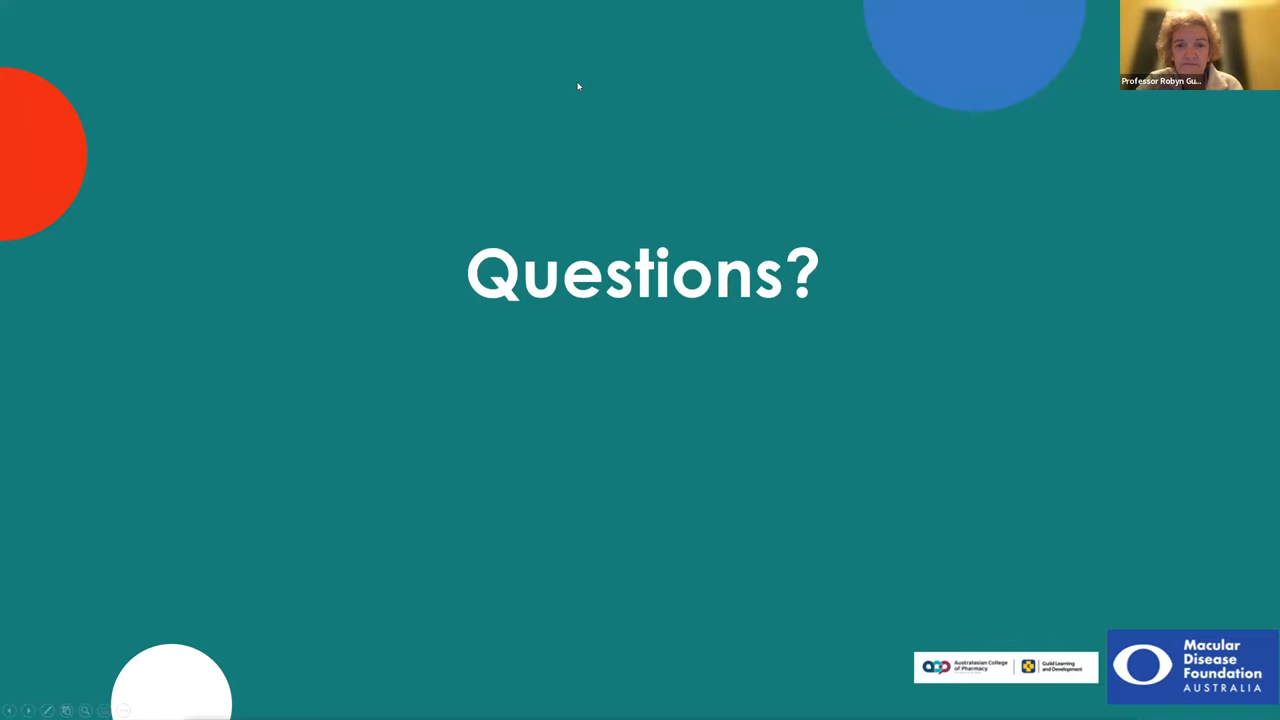 Professor Robyn Gu...
Questions?
Australasian College
of Pharmacy
Guild Learning
and Development
Macular
Disease
Foundation
AUSTRALIA